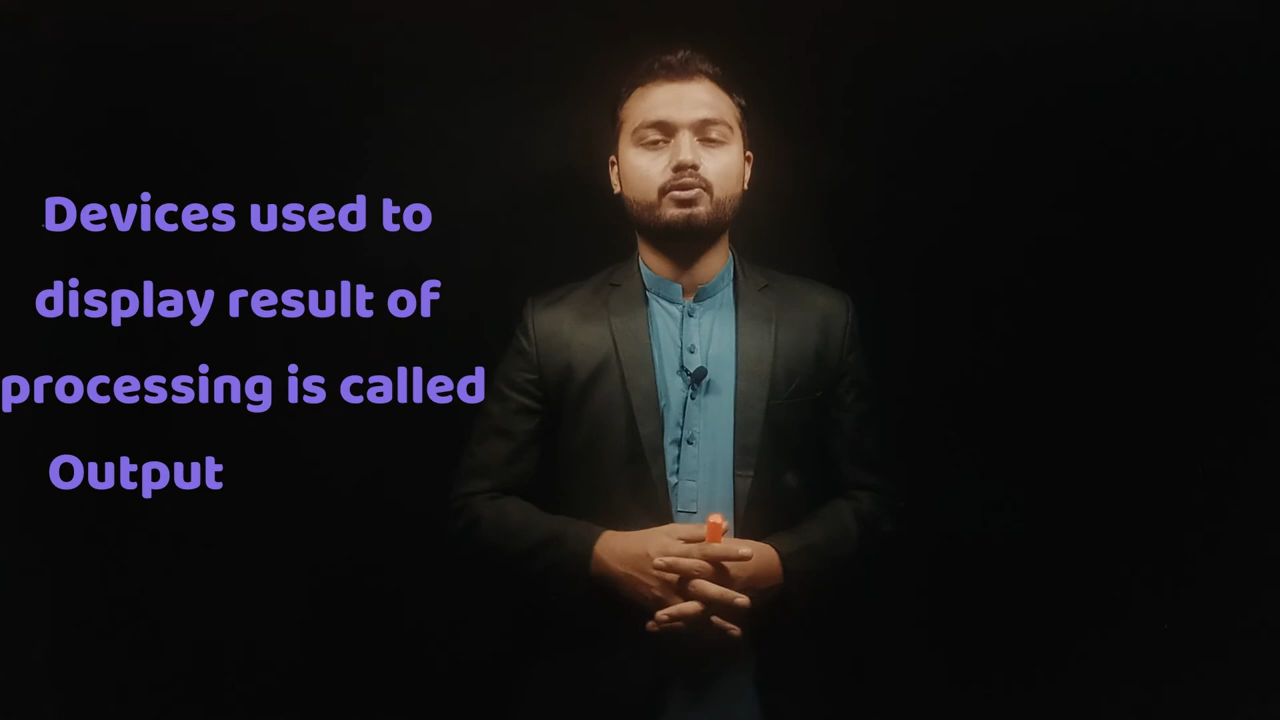 Devices used to
display result of
processing is called
Output